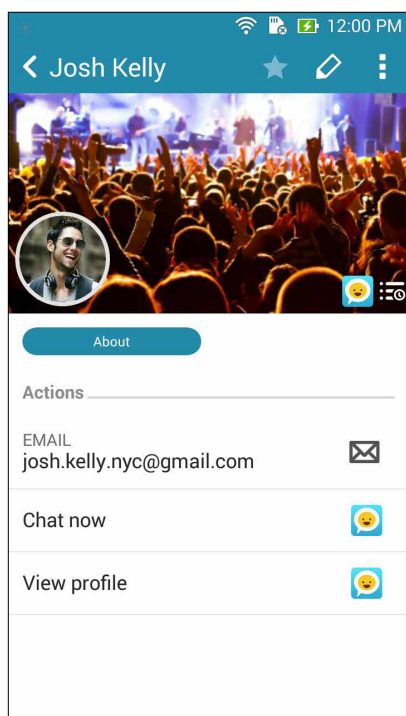 12:00 PM
Josh Kelly
About
Actions
EMAIL
josh.kelly.nyc@gmail.com
Chat now
View profile